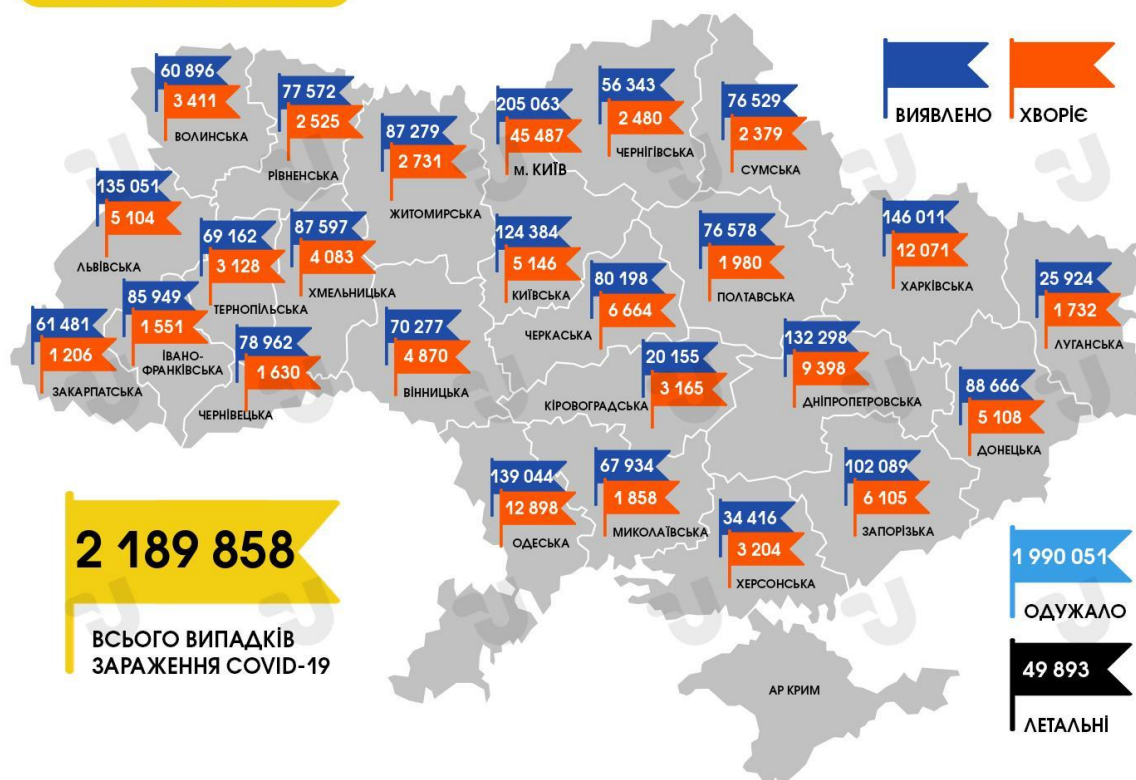 ВИЯВЛЕНО
ХВОРІЄ
60 896
3 411
ВОЛИНСЬКА
77 572
2 525
РІВНЕНСЬКА
87 279
2 731
ЖИТОМИРСЬКА
205 063
45 487
м. КИЇВ
56 343
2 480
ЧЕРНІГІВСЬКА
76 529
2 379
СУМСЬКА
135 051
5 104
ЛЬВІВСЬКА
69 162
3 128
ТЕРНОПІЛЬСЬКА
87 597
4 083
ХМЕЛЬНИЦЬКА
124 384
5 146
КИЇВСЬКА
80 198
6 664
ЧЕРКАСЬКА
76 578
1 980
ПОЛТАВСЬКА
146 011
12 071
ХАРКІВСЬКА
25 924
1 732
ЛУГАНСЬКА
61 481
1 206
ЗАКАРПАТСЬКА
85 949
1 551
ІВАНО-
ФРАНКІВСЬКА
78 962
1 630
ЧЕРНІВЕЦЬКА
70 277
4 870
ВІННИЦЬКА
20 155
3 165
КІРОВОГРАДСЬКА
132 298
9 398
ДНІПРОПЕТРОВСЬКА
88 666
5 108
ДОНЕЦЬКА
139 044
12 898
ОДЕСЬКА
67 934
1 858
МИКОЛАЇВСЬКА
34 416
3 204
ХЕРСОНСЬКА
102 089
6 105
ЗАПОРІЗЬКА
2 189 858
ВСЬОГО ВИПАДКІВ
ЗАРАЖЕННЯ COVID-19
АР КРИМ
1 990 051
ОДУЖАЛО
49 893
ЛЕТАЛЬНІ